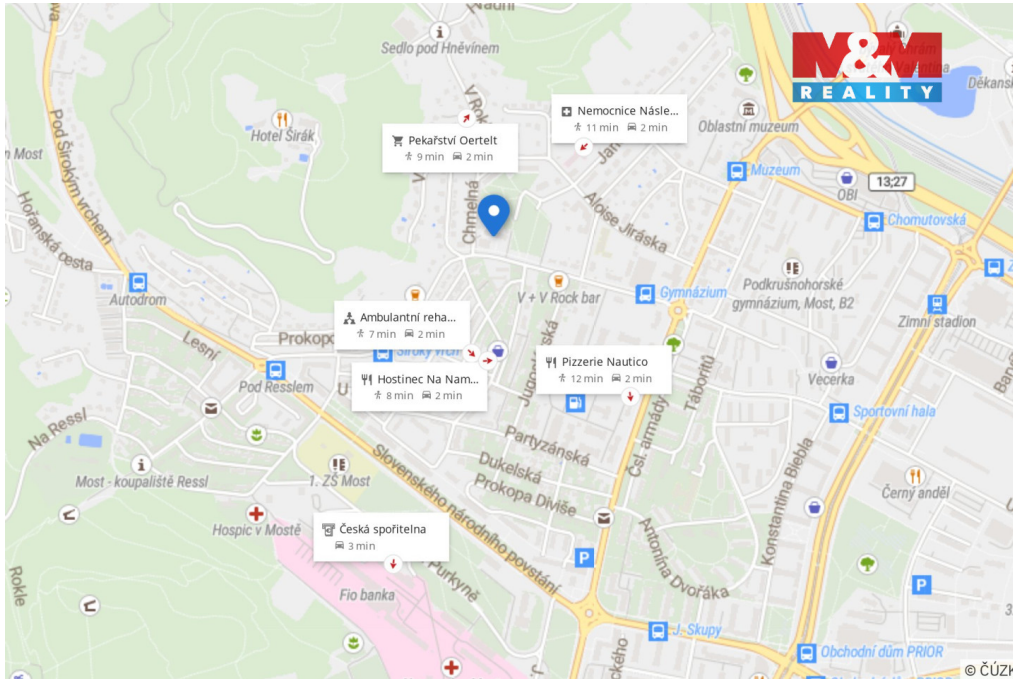 Sedlo pod Hněvínem
M&M
REALITY
Děkansk
V Rok
Hotel Širák
Pekařství Oertelt
9 min 2 min
Nemocnice Násle...
11 min 2 min
Oblastní muzeum
Pod Širokým vrchem
n Most
Muzeum
OBI
13;27
Chomutovská
Hořanská cesta
Chmelná
Aloise Jiráska
Autodrom
V + V Rock bar
Gymnázium
Podkrušnohorské
gymnázium, Most, B2
Zimní stadion
Ambulantní reha...
7 min 2 min
Lesní
Široký vrch
Pod Resslem
Hostinec Na Nam...
8 min 2 min
Pizzerie Nautico
12 min 2 min
Táboritů
Večerka
Sportovní hala
Na Ressl
Čsl. armády
Partyzánská
Dukelská
Prokopa Diviše
Most - koupaliště Ressl
1. ZŠ Most
Slovenského národního povstání
Konstantina Biebla
Černý anděl
Hospic v Mostě
Česká spořitelna
3 min
Antonína Dvořáka
P
P
Rokle
Fio banka
Purkyně
J. Skupy
Obchodní dům PRIOR
© ČÚZK